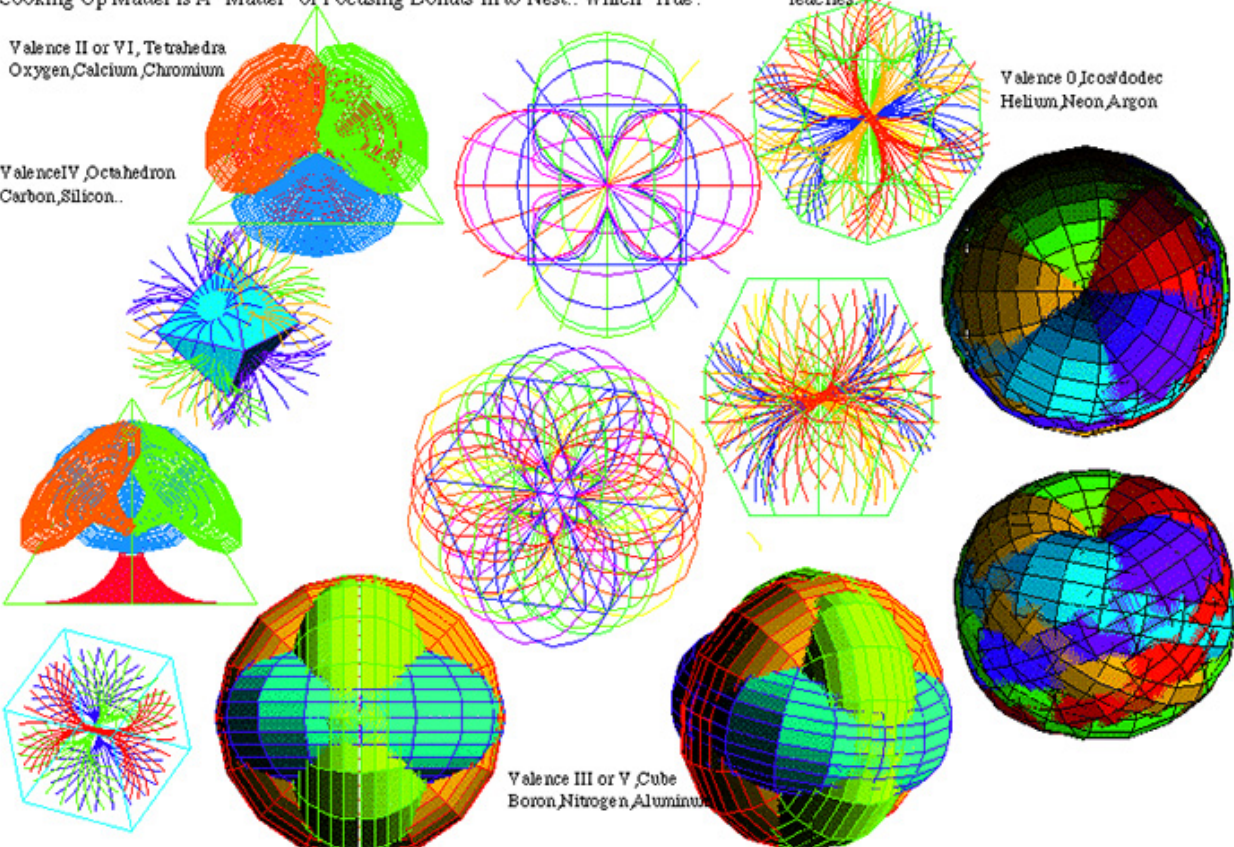 Cooking Up Matter is A "Matter" of Focusing Donuts in to Nest.. Which "True". Teaches.
Valence II or VI, Tetrahedra
Oxygen,Calcium,Chromium
Valence 0,Icos/dodec
Helium,Neon,Argon
ValenceIV,Octahedron
Carbon,Silicon..
Valence III or V,Cube
Boron,Nitrogen,Aluminum